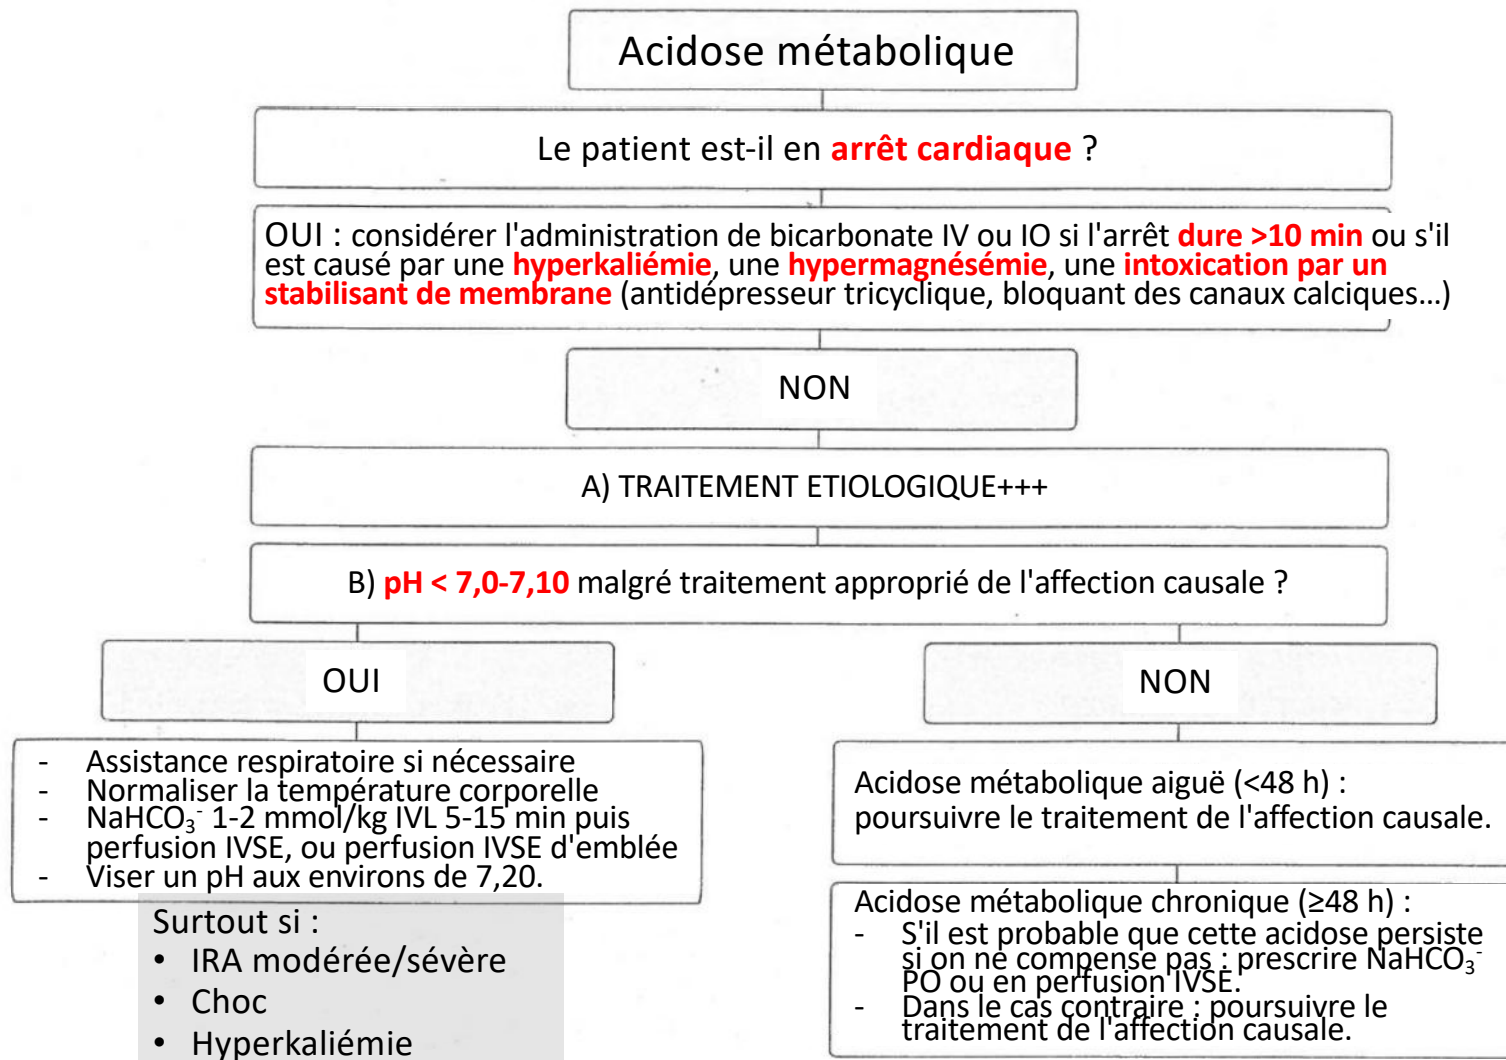 Acidose métabolique
Le patient est-il en arrêt cardiaque ?
OUI : considérer l'administration de bicarbonate IV ou IO si l'arrêt dure >10 min ou s'il
est causé par une hyperkaliémie, une hypermagnésémie, une intoxication par un
stabilisant de membrane (antidépresseur tricyclique, bloquant des canaux calciques...)
NON
A) TRAITEMENT ETIOLOGIQUE+++
B) pH < 7,0-7,10 malgré traitement approprié de l'affection causale ?
OUI
- Assistance respiratoire si nécessaire
- Normaliser la température corporelle
- NaHCO₃⁻ 1-2 mmol/kg IVL 5-15 min puis
perfusion IVSE, ou perfusion IVSE d'emblée
- Viser un pH aux environs de 7,20.
Surtout si :
• IRA modérée/sévère
• Choc
• Hyperkaliémie
NON
Acidose métabolique aiguë (<48 h) :
poursuivre le traitement de l'affection causale.
Acidose métabolique chronique (≥48 h) :
- S'il est probable que cette acidose persiste
si on ne compense pas : prescrire NaHCO₃⁻
PO ou en perfusion IVSE.
- Dans le cas contraire : poursuivre le
traitement de l'affection causale.